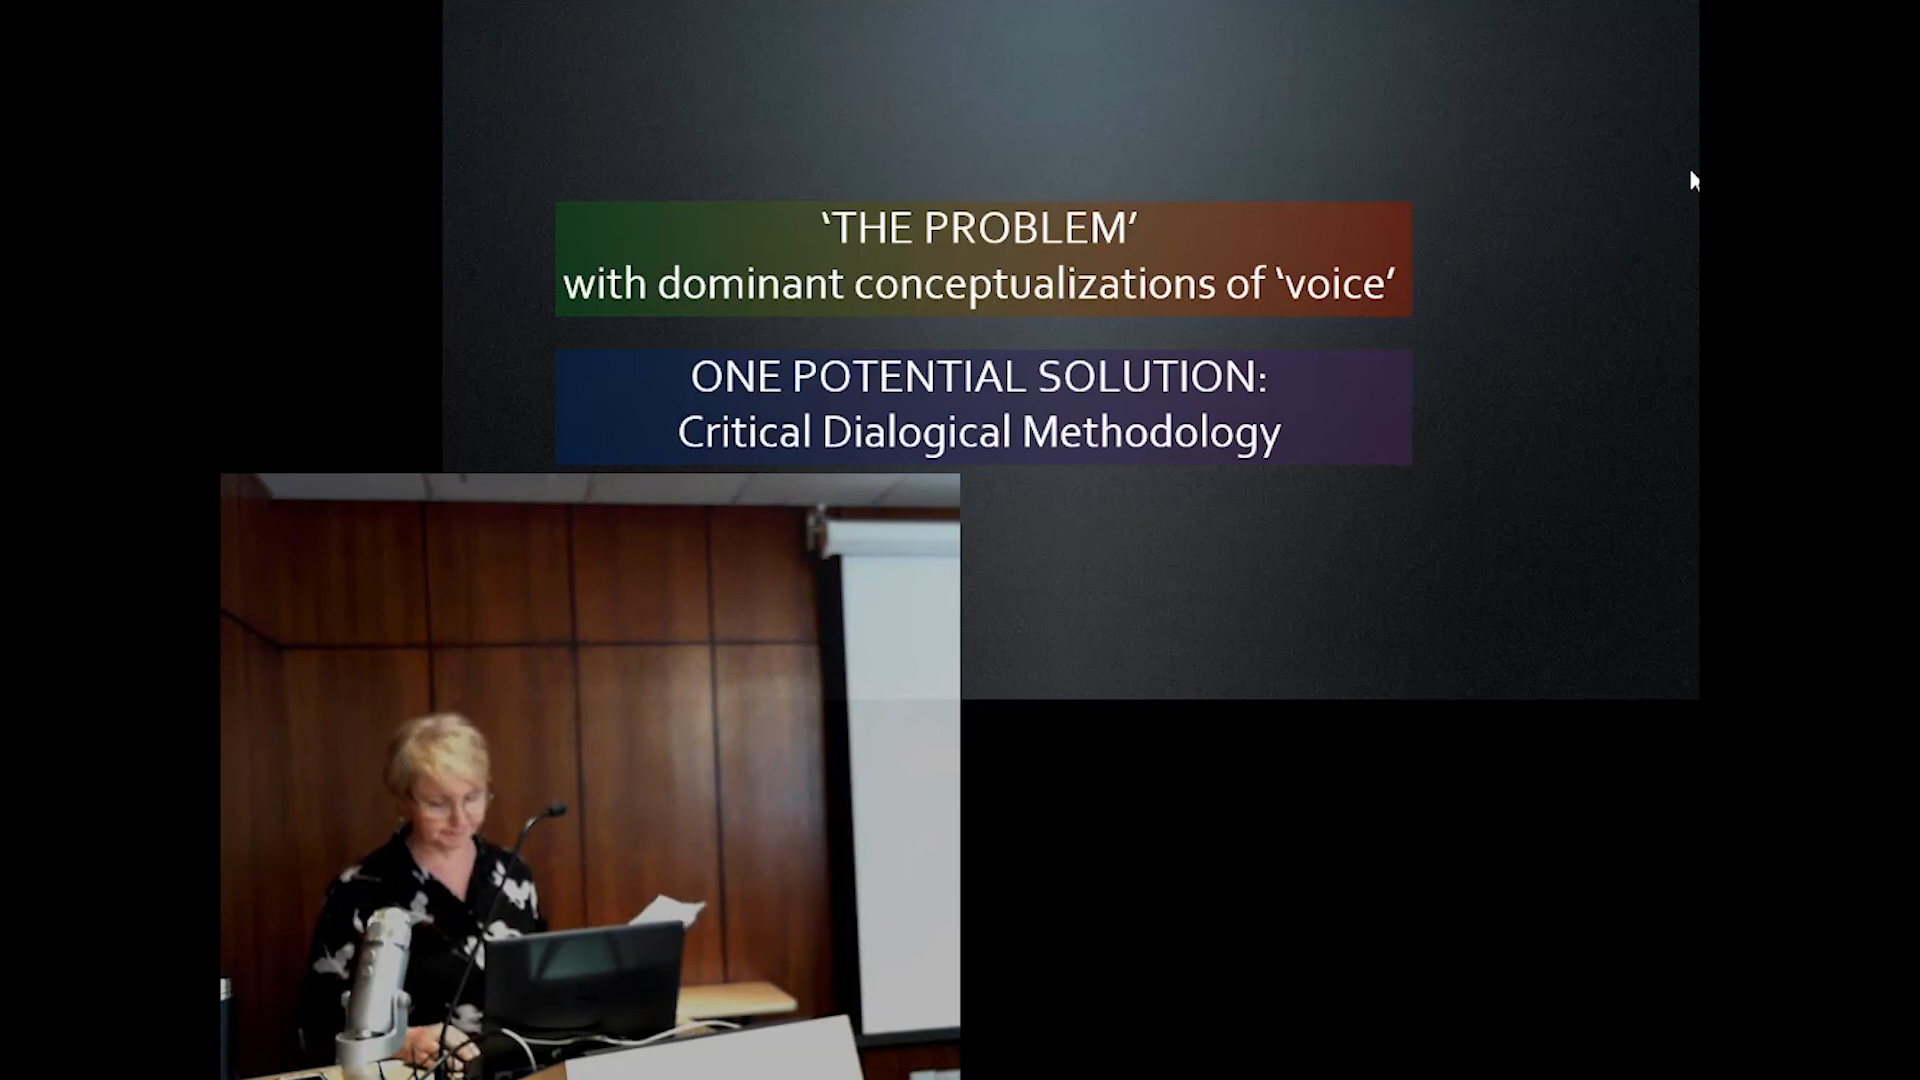 ‘THE PROBLEM’
with dominant conceptualizations of ‘voice’
ONE POTENTIAL SOLUTION:
Critical Dialogical Methodology